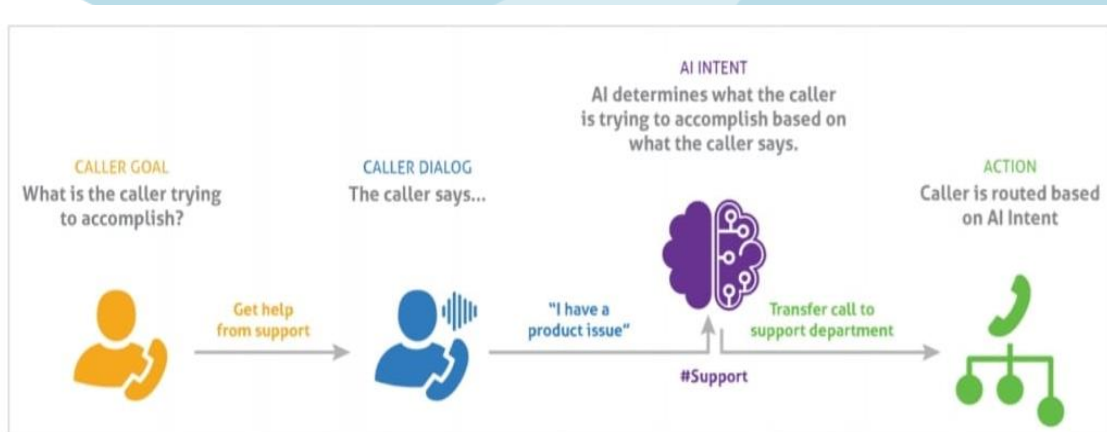 CALLER GOAL
What is the caller trying
to accomplish?
Get help
from support
CALLER DIALOG
The caller says...
"I have a
product issue"
AI INTENT
AI determines what the caller
is trying to accomplish based on
what the caller says.
#Support
Transfer call to
support department
ACTION
Caller is routed based
on AI Intent